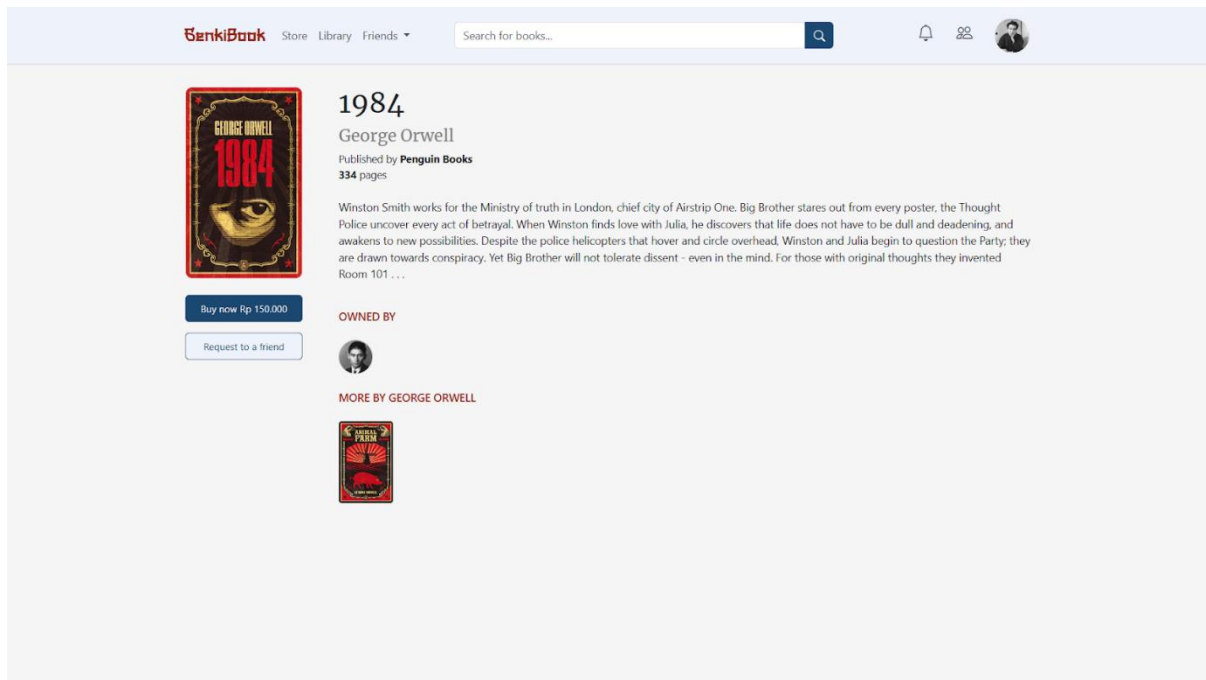 GenkiBook Store Library Friends Search for books...
GEORGE ORWELL
1984
1984
George Orwell
Published by Penguin Books
334 pages
Winston Smith works for the Ministry of truth in London, chief city of Airstrip One. Big Brother stares out from every poster, the Thought
Police uncover every act of betrayal. When Winston finds love with Julia, he discovers that life does not have to be dull and deadening, and
awakens to new possibilities. Despite the police helicopters that hover and circle overhead, Winston and Julia begin to question the Party; they
are drawn towards conspiracy. Yet Big Brother will not tolerate dissent - even in the mind. For those with original thoughts they invented
Room 101 . . .
Buy now Rp 150.000
Request to a friend
OWNED BY
MORE BY GEORGE ORWELL
ANIMAL
FARM
GEORGE ORWELL